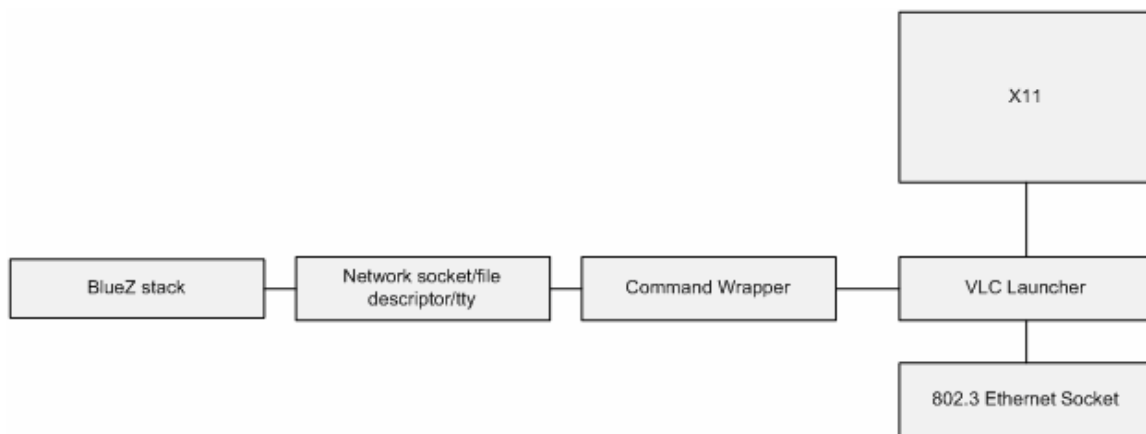 X11
BlueZ stack
Network socket/file
descriptor/tty
Command Wrapper
VLC Launcher
802.3 Ethernet Socket